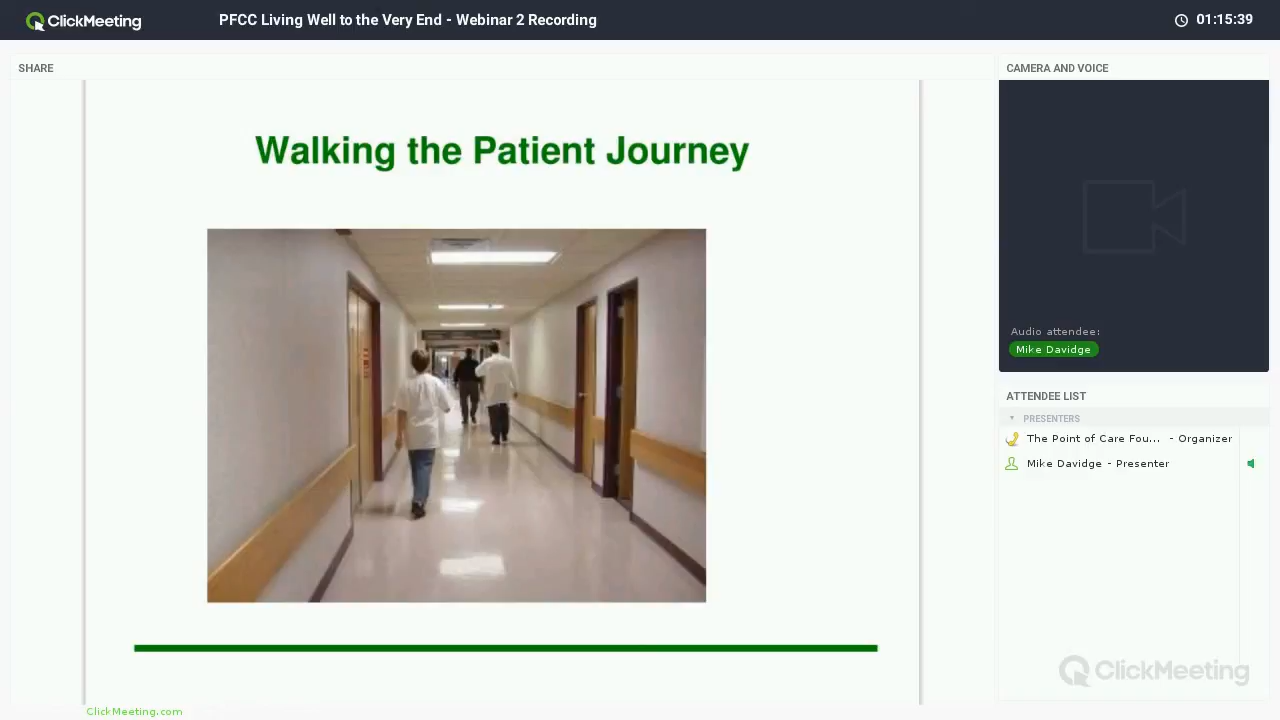 ClickMeeting
PFCC Living Well to the Very End - Webinar 2 Recording
01:15:39
SHARE
Walking the Patient Journey
ClickMeeting.com
CAMERA AND VOICE
Audio attendee:
Mike Davidge
ATTENDEE LIST
PRESENTERS
The Point of Care Fou... - Organizer
Mike Davidge - Presenter
ClickMeeting